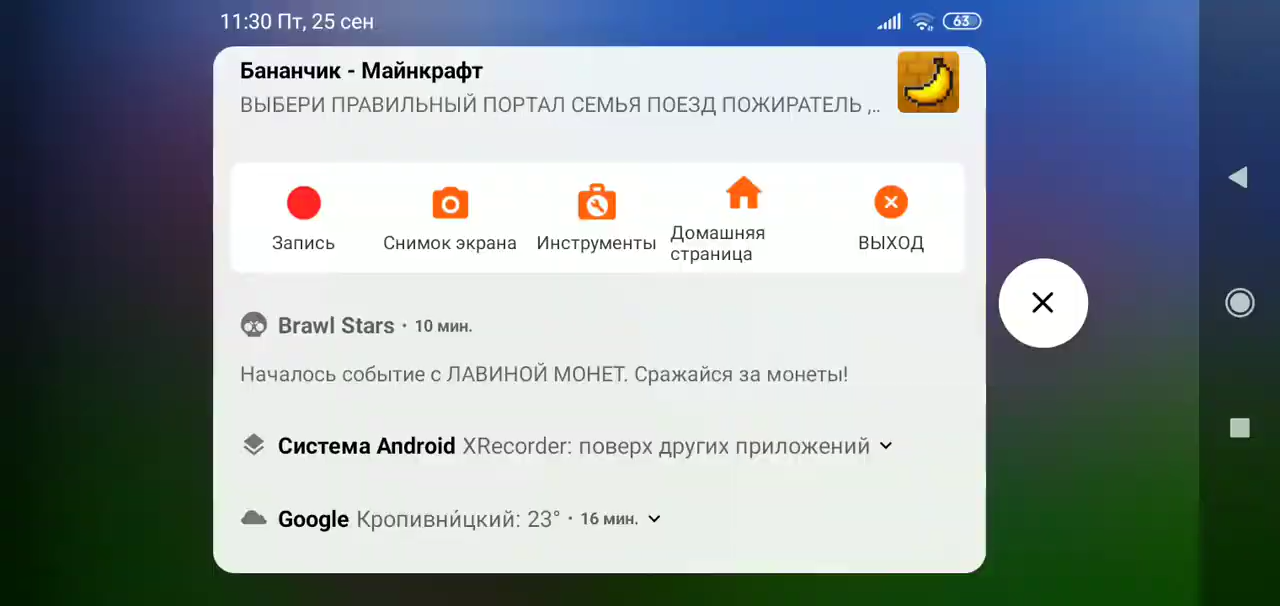 11:30 Пт, 25 сен
63
Бананчик - Майнкрафт
ВЫБЕРИ ПРАВИЛЬНЫЙ ПОРТАЛ СЕМЬЯ ПОЕЗД ПОЖИРАТЕЛЬ ,..
Запись
Снимок экрана
Инструменты
Домашняя
страница
ВЫХОД
Brawl Stars · 10 мин.
Началось событие с ЛАВИНОЙ МОНЕТ. Сражайся за монеты!
Система Android XRecorder: поверх других приложений
Google Кропивни́цкий: 23° · 16 мин.